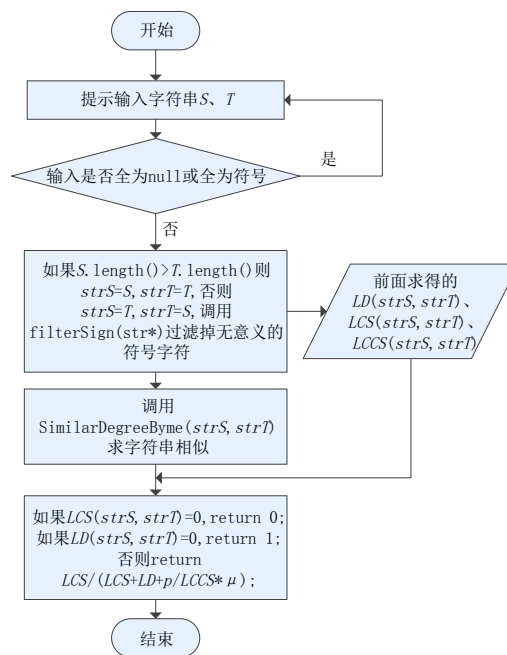 开始
提示输入字符串S、T
是
输入是否全为null或全为符号
否
如果S.length()>T.length()则
strS=S,strT=T,否则
strS=T,strT=S,调用
filterSign(str*)过滤掉无意义的
符号字符
前面求得的
LD(strS,strT)、
LCS(strS,strT)、
LCCS(strS,strT)
调用
SimilarDegreeByme(strS,strT)
求字符串相似
如果LCS(strS,strT)=0,return 0;
如果LD(strS,strT)=0,return 1;
否则return
LCS/(LCS+LD+p/LCCS*μ);
结束